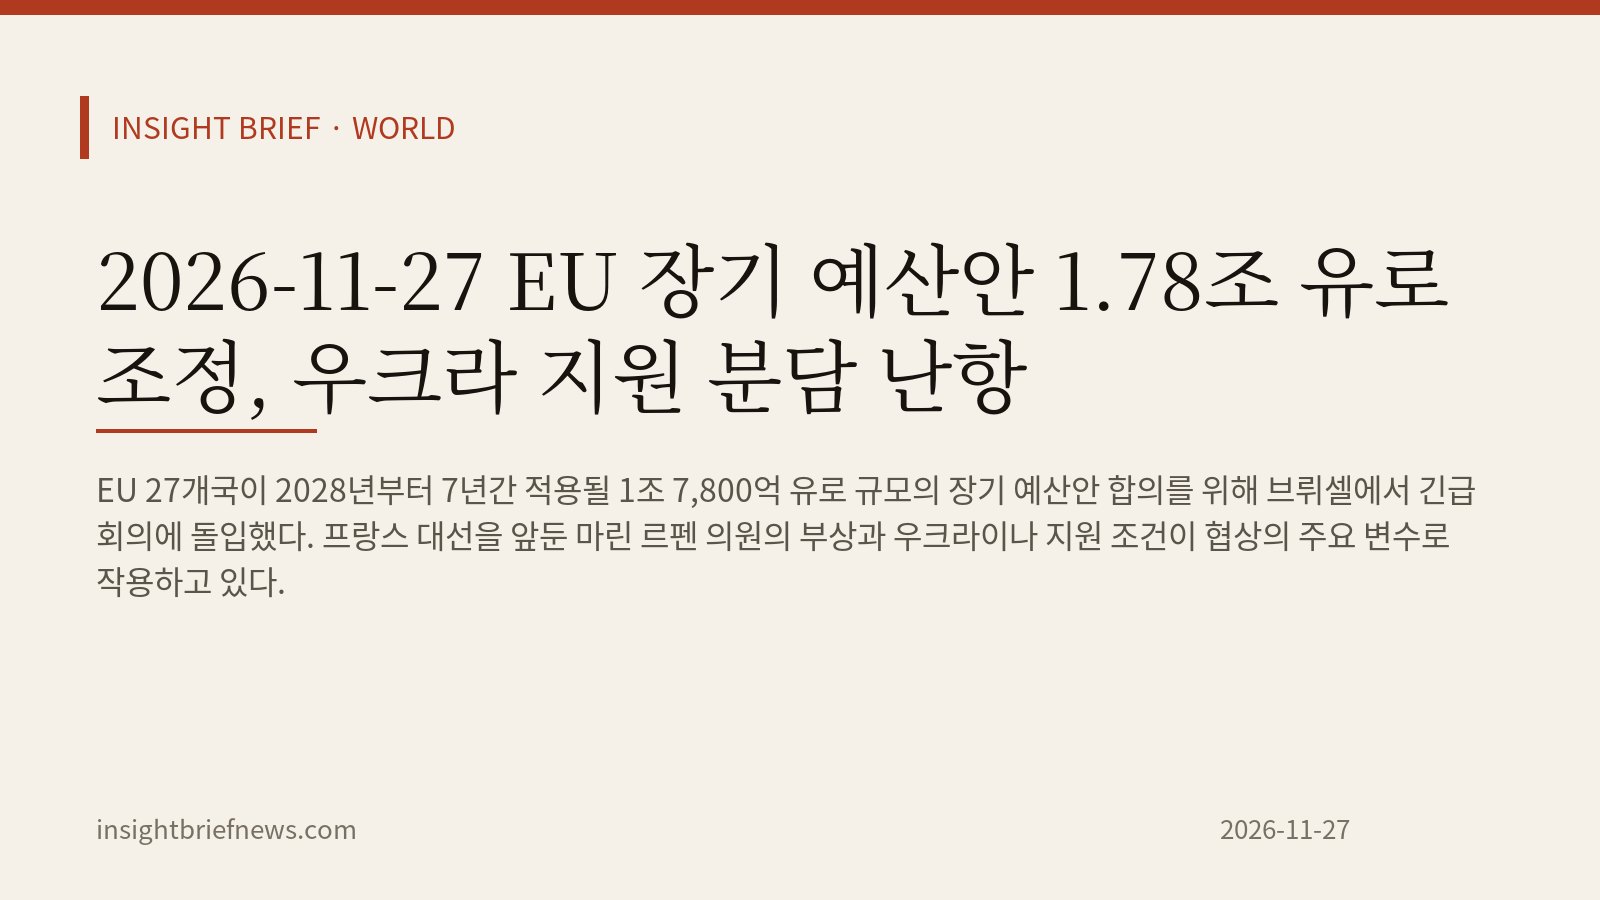 INSIGHT BRIEF · WORLD
2026-11-27 EU 장기 예산안 1.78조 유로
조정, 우크라 지원 분담 난항
EU 27개국이 2028년부터 7년간 적용될 1조 7,800억 유로 규모의 장기 예산안 합의를 위해 브뤼셀에서 긴급
회의에 돌입했다. 프랑스 대선을 앞둔 마린 르펜 의원의 부상과 우크라이나 지원 조건이 협상의 주요 변수로
작용하고 있다.
insightbriefnews.com
2026-11-27